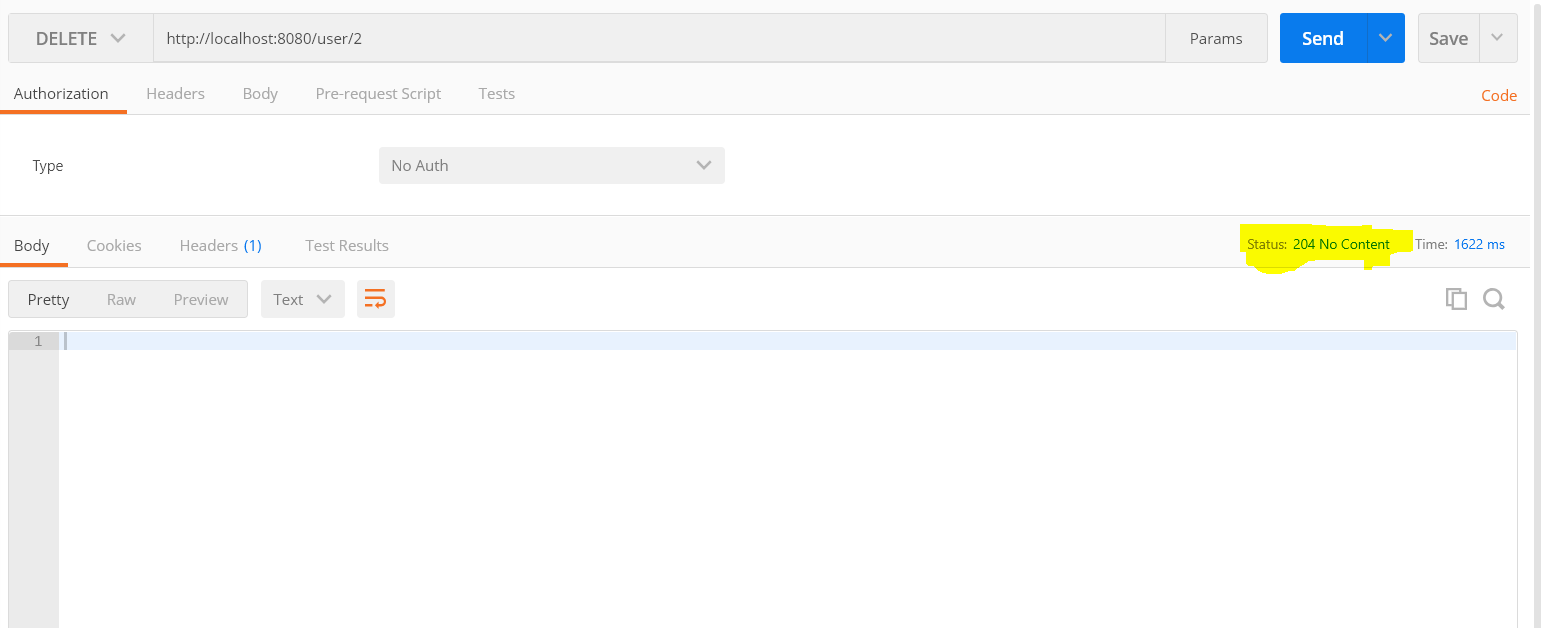 DELETE http://localhost:8080/user/2 Params Send Save
Authorization Headers Body Pre-request Script Tests Code
Type No Auth
Body Cookies Headers (1) Test Results Status: 204 No Content Time: 1622 ms
Pretty Raw Preview Text
1